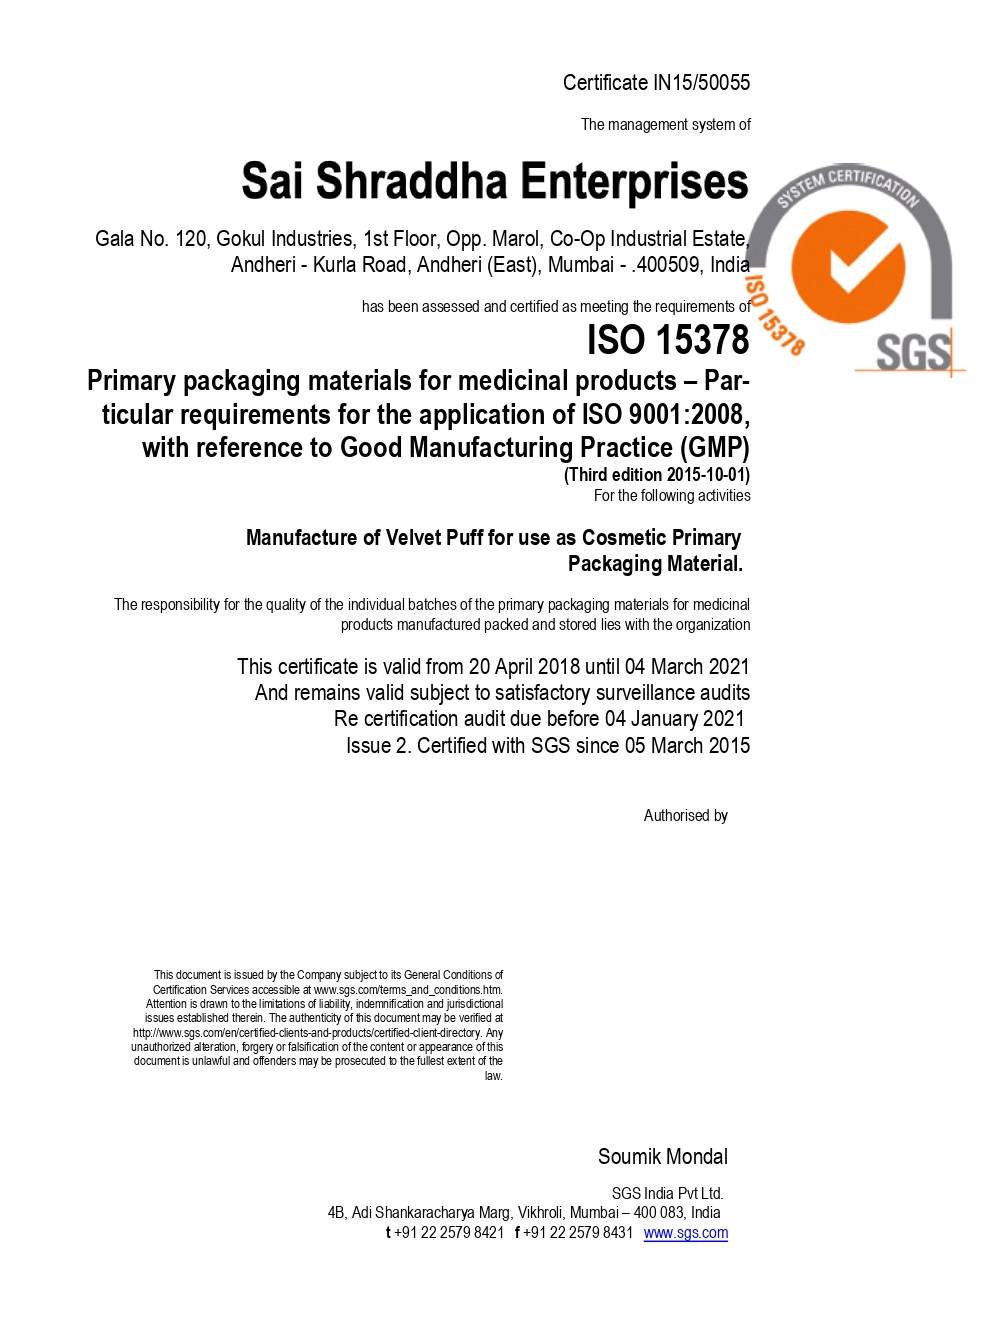 Certificate IN15/50055
The management system of
Sai Shraddha Enterprises
SYSTEM CERTIFICATION
Gala No. 120, Gokul Industries, 1st Floor, Opp. Marol, Co-Op Industrial Estate,
Andheri - Kurla Road, Andheri (East), Mumbai - .400509, India
has been assessed and certified as meeting the requirements of
ISO 15378
SGS
ISO 15378
Primary packaging materials for medicinal products – Par-
ticular requirements for the application of ISO 9001:2008,
with reference to Good Manufacturing Practice (GMP)
(Third edition 2015-10-01)
For the following activities
Manufacture of Velvet Puff for use as Cosmetic Primary
Packaging Material.
The responsibility for the quality of the individual batches of the primary packaging materials for medicinal
products manufactured packed and stored lies with the organization
This certificate is valid from 20 April 2018 until 04 March 2021
And remains valid subject to satisfactory surveillance audits
Re certification audit due before 04 January 2021
Issue 2. Certified with SGS since 05 March 2015
Authorised by
This document is issued by the Company subject to its General Conditions of
Certification Services accessible at www.sgs.com/terms_and_conditions.htm.
Attention is drawn to the limitations of liability, indemnification and jurisdictional
issues established therein. The authenticity of this document may be verified at
http://www.sgs.com/en/certified-clients-and-products/certified-client-directory. Any
unauthorized alteration, forgery or falsification of the content or appearance of this
document is unlawful and offenders may be prosecuted to the fullest extent of the
law.
Soumik Mondal
SGS India Pvt Ltd.
4B, Adi Shankaracharya Marg, Vikhroli, Mumbai – 400 083, India
t +91 22 2579 8421 f +91 22 2579 8431 www.sgs.com